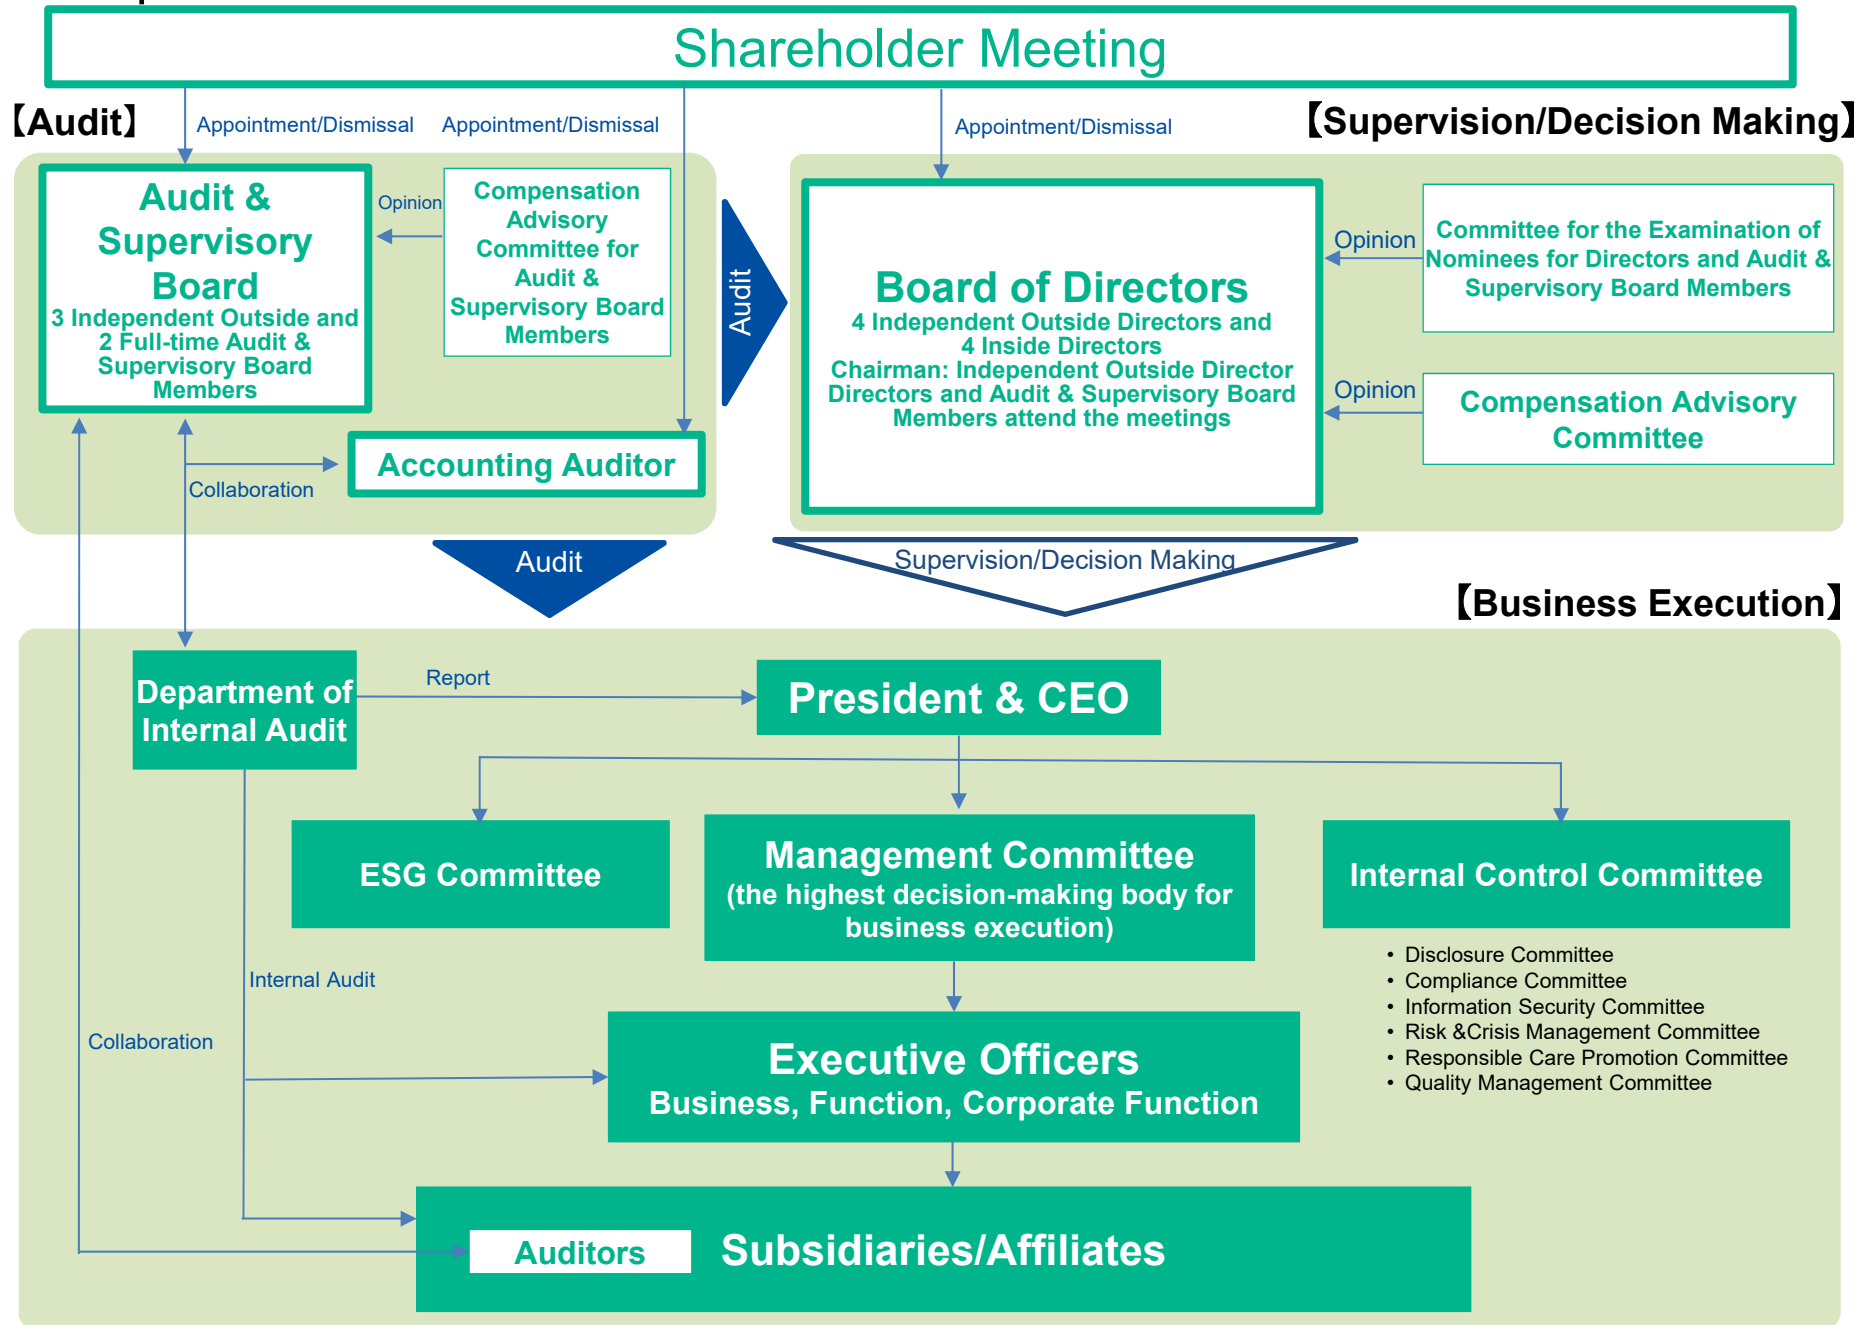 Shareholder Meeting
【Audit】
Appointment/Dismissal
Appointment/Dismissal
Appointment/Dismissal
【Supervision/Decision Making】
Audit &
Supervisory
Board
3 Independent Outside and
2 Full-time Audit &
Supervisory Board
Members
Opinion
Compensation
Advisory
Committee for
Audit &
Supervisory Board
Members
Audit
Board of Directors
4 Independent Outside Directors and
4 Inside Directors
Chairman: Independent Outside Director
Directors and Audit & Supervisory Board
Members attend the meetings
Opinion
Committee for the Examination of
Nominees for Directors and Audit &
Supervisory Board Members
Opinion
Compensation Advisory
Committee
Accounting Auditor
Collaboration
Audit
Supervision/Decision Making
【Business Execution】
Department of
Internal Audit
Report
President & CEO
ESG Committee
Management Committee
(the highest decision-making body for
business execution)
Internal Control Committee
• Disclosure Committee
• Compliance Committee
• Information Security Committee
• Risk &Crisis Management Committee
• Responsible Care Promotion Committee
• Quality Management Committee
Internal Audit
Collaboration
Executive Officers
Business, Function, Corporate Function
Auditors
Subsidiaries/Affiliates